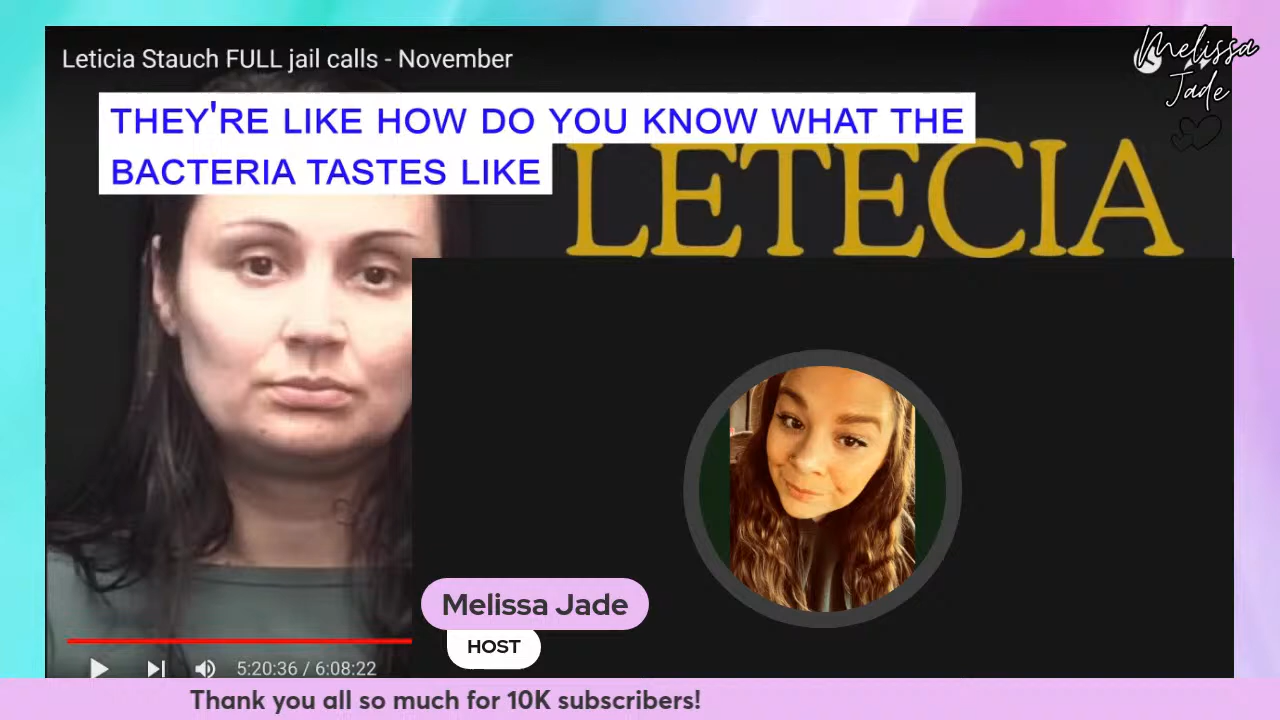 Leticia Stauch FULL jail calls - November
Melissa
Jade
THEY'RE LIKE HOW DO YOU KNOW WHAT THE
BACTERIA TASTES LIKE
LETECIA
Melissa Jade
HOST
5:20:36 / 6:08:22
Thank you all so much for 10K subscribers!